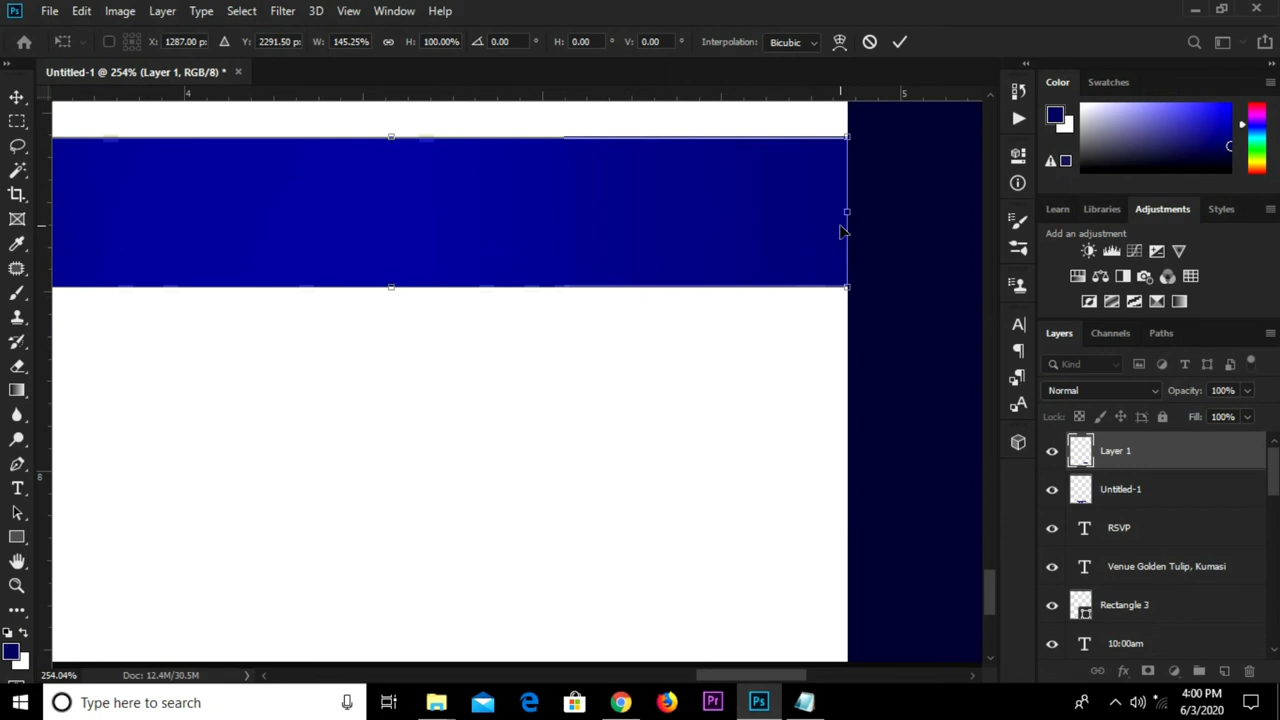 Ps File Edit Image Layer Type Select Filter 3D View Window Help
X: 1287.00 px Y: 2291.50 px W: 145.25% H: 100.00% 0.00 ° H: 0.00 ° V: 0.00 ° Interpolation: Bicubic
Untitled-1 @ 254% (Layer 1, RGB/8) * ×
4 5
8
Color Swatches
Learn Libraries Adjustments Styles
Add an adjustment
Layers Channels Paths
Kind
Normal Opacity: 100%
Lock: Fill: 100%
Layer 1
Untitled-1
T RSVP
T Venue Golden Tulip, Kumasi
Rectangle 3
T 10:00am
254.04% Doc: 12.4M/30.5M
Type here to search
Pr Ps
4:00 PM
6/3/2020